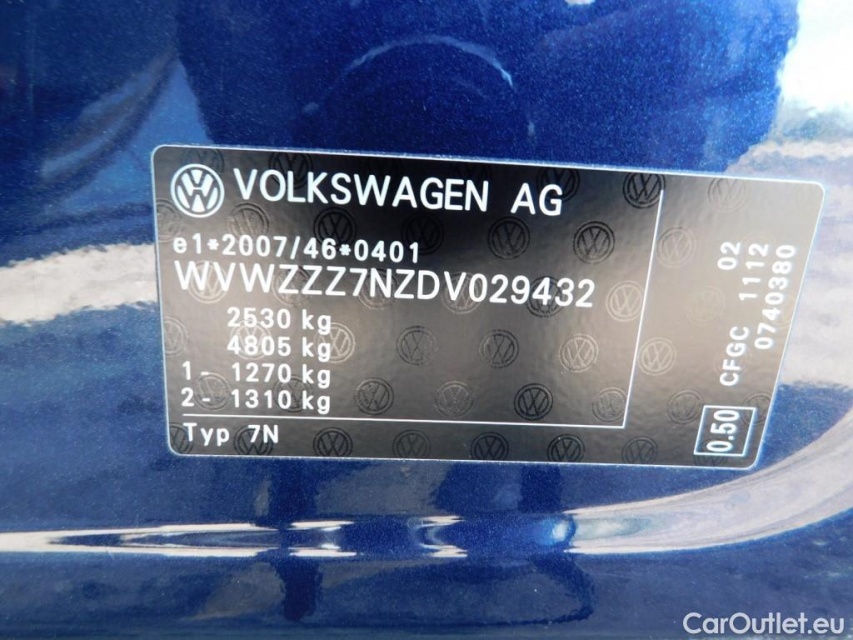 VOLKSWAGEN AG
e1*2007/46*0401
WVWZZZ7NZDV029432
2530 kg
4805 kg
1- 1270 kg
2- 1310 kg
Typ 7N
02
CFGC 1112
0740380
0.50
CarOutlet.eu